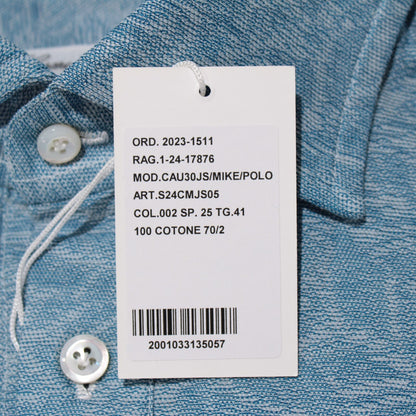 ORD. 2023-1511
RAG.1-24-17876
MOD.CAU30JS/MIKE/POLO
ART.S24CMJS05
COL.002 SP. 25 TG.41
100 COTONE 70/2
2001033135057